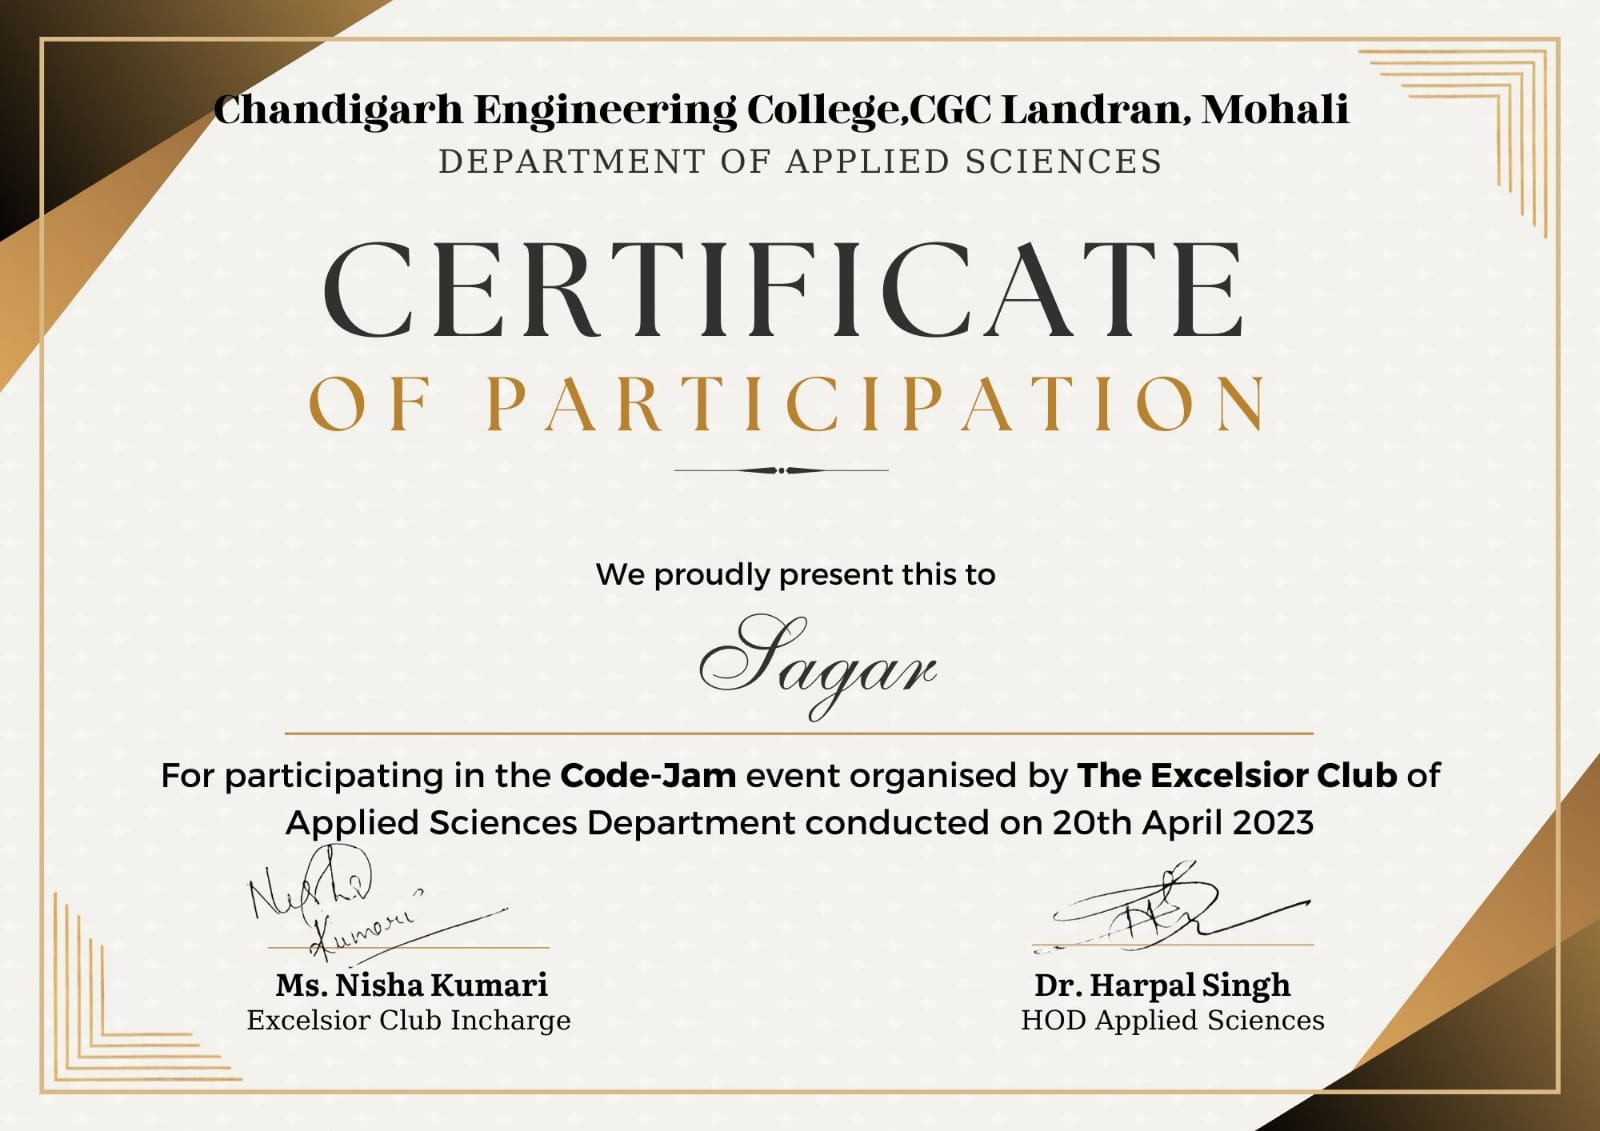 Chandigarh Engineering College,CGC Landran, Mohali
DEPARTMENT OF APPLIED SCIENCES
CERTIFICATE
OF PARTICIPATION
We proudly present this to
Sagar
For participating in the Code-Jam event organised by The Excelsior Club of
Applied Sciences Department conducted on 20th April 2023
Nisha
Kumari
Ms. Nisha Kumari
Excelsior Club Incharge
Dr. Harpal Singh
HOD Applied Sciences